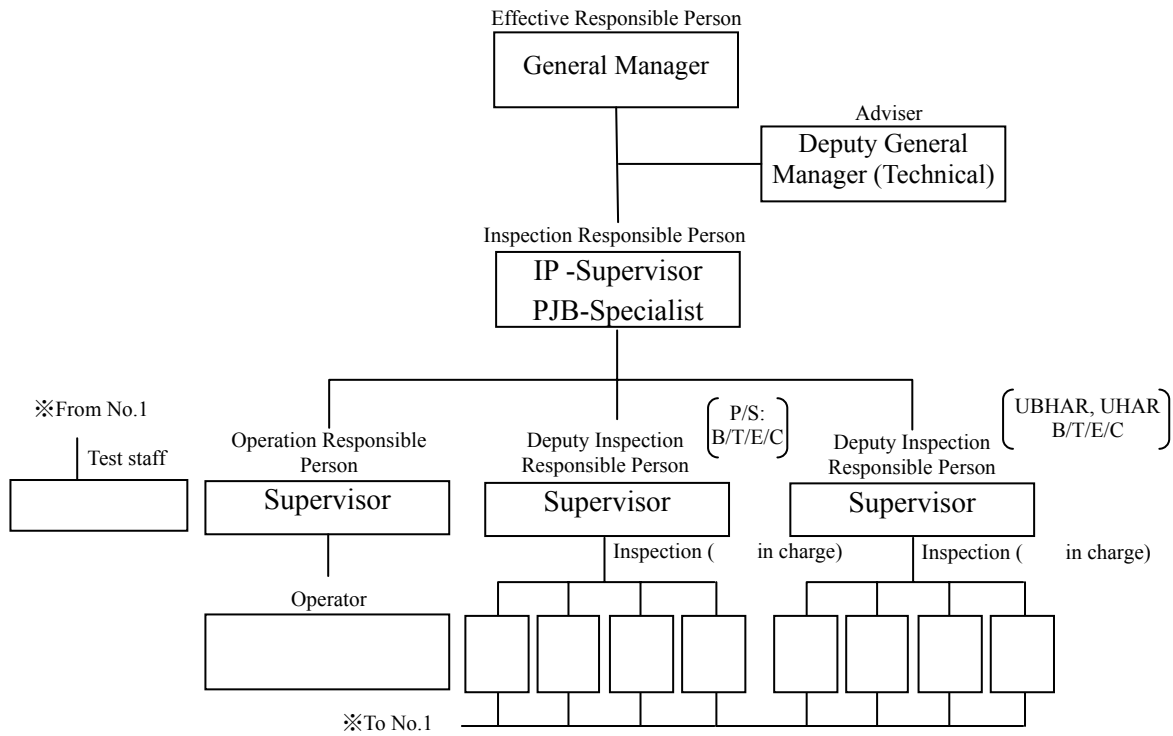 Effective Responsible Person
General Manager
Adviser
Deputy General
Manager (Technical)
Inspection Responsible Person
IP -Supervisor
PJB-Specialist
※From No.1
Test staff
Operation Responsible
Person
Supervisor
Operator
P/S:
B/T/E/C
Deputy Inspection
Responsible Person
Supervisor
Inspection ( in charge)
UBHAR, UHAR
B/T/E/C
Deputy Inspection
Responsible Person
Supervisor
Inspection ( in charge)
※To No.1